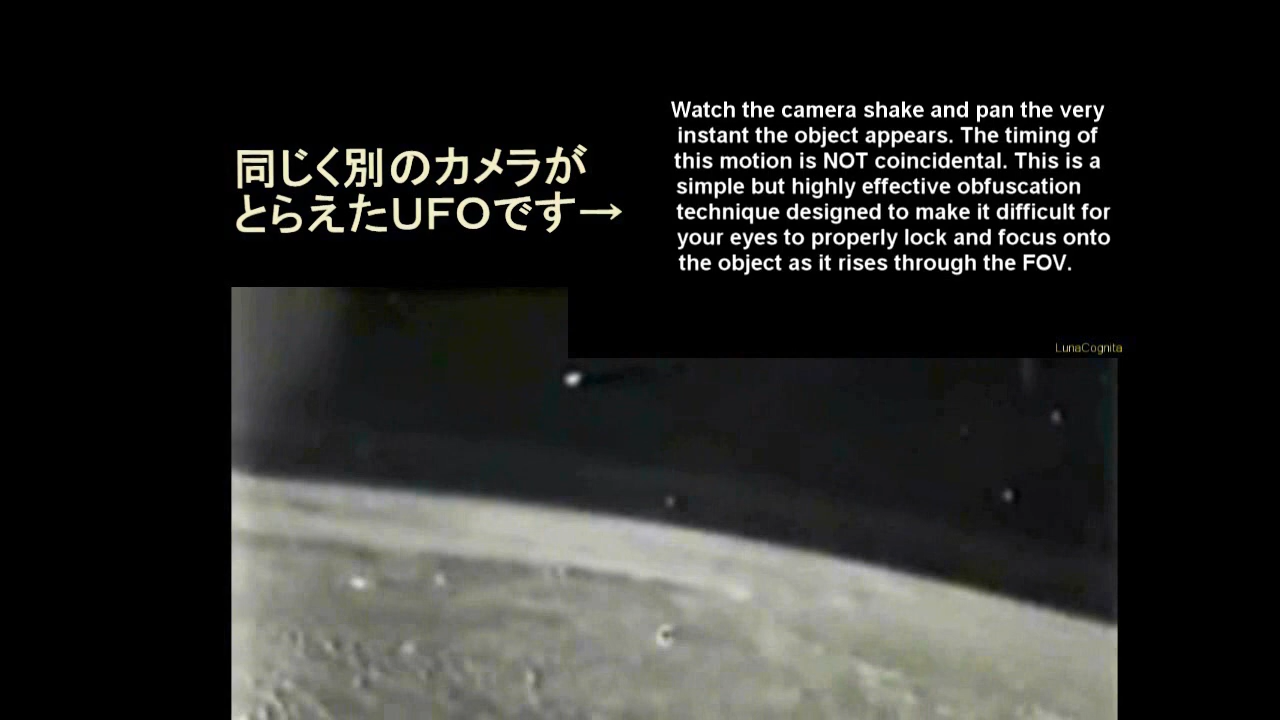 同じく別のカメラが
とらえたＵＦＯです→
Watch the camera shake and pan the very
instant the object appears. The timing of
this motion is NOT coincidental. This is a
simple but highly effective obfuscation
technique designed to make it difficult for
your eyes to properly lock and focus onto
the object as it rises through the FOV.
LunaCognita